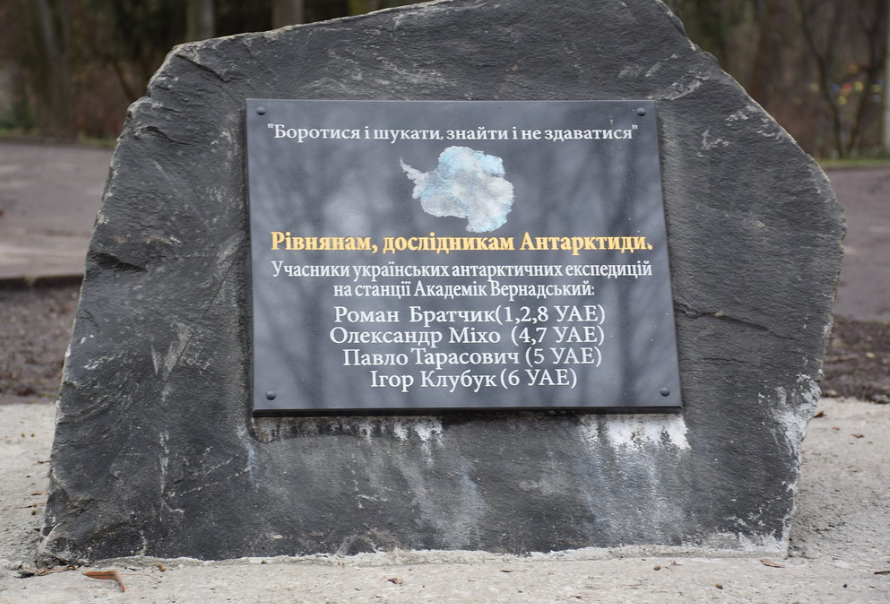 "Боротися і шукати, знайти і не здаватися"
Рівнянам, дослідникам Антарктиди.
Учасники українських антарктичних експедицій
на станції Академік Вернадський:
Роман Братчик(1,2,8 УАЕ)
Олександр Міхо (4,7 УАЕ)
Павло Тарасович (5 УАЕ)
Ігор Клубук (6 УАЕ)